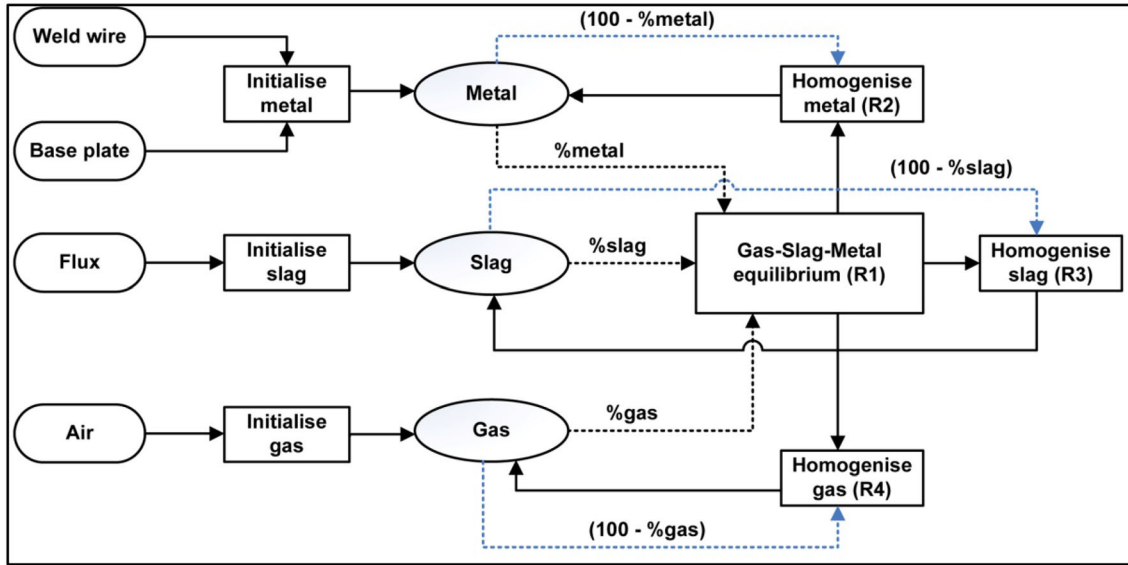 Weld wire
(100 - %metal)
Initialise
metal
Metal
Homogenise
metal (R2)
Base plate
%metal
(100 - %slag)
Flux
Initialise
slag
Slag
%slag
Gas-Slag-Metal
equilibrium (R1)
Homogenise
slag (R3)
Air
Initialise
gas
Gas
%gas
Homogenise
gas (R4)
(100 - %gas)